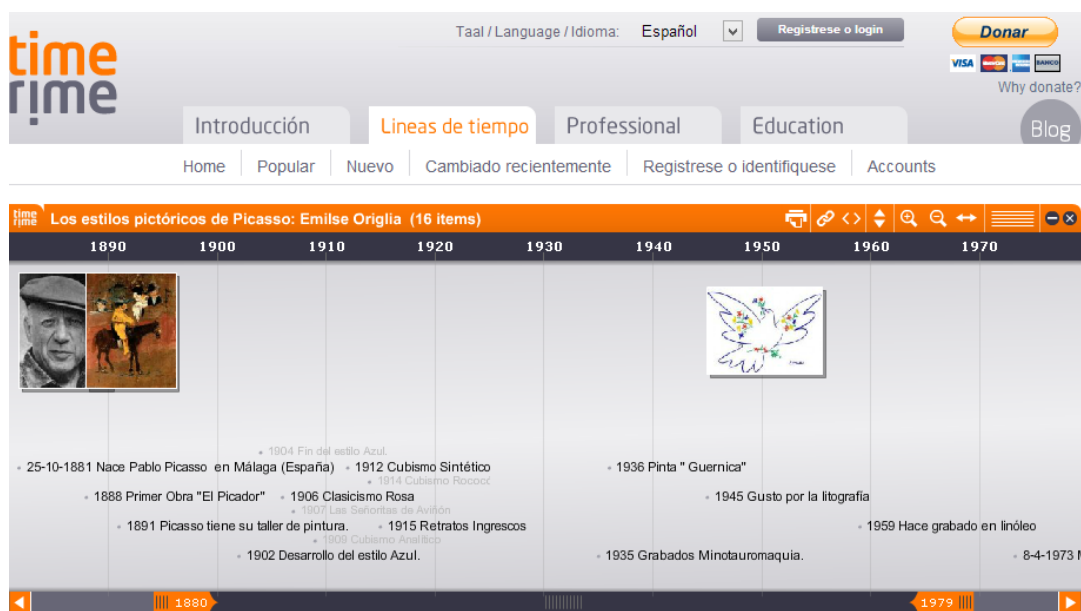 time
rime
Taal / Language / Idioma: Español
Registrese o login
Donar
VISA
BANCO
Why donate?
Introducción
Lineas de tiempo
Professional
Education
Blog
Home
Popular
Nuevo
Cambiado recientemente
Registrese o identifiquese
Accounts
time
rime
Los estilos pictóricos de Picasso: Emilse Origlia (16 items)
1890 1900 1910 1920 1930 1940 1950 1960 1970
1904 Fin del estilo Azul.
25-10-1881 Nace Pablo Picasso en Málaga (España)
1912 Cubismo Sintético
1936 Pinta " Guernica"
1914 Cubismo Rococó
1888 Primer Obra "El Picador"
1906 Clasicismo Rosa
1945 Gusto por la litografía
1907 Las Señoritas de Aviñón
1891 Picasso tiene su taller de pintura.
1915 Retratos Ingrescos
1959 Hace grabado en linóleo
1909 Cubismo Analítico
1902 Desarrollo del estilo Azul.
1935 Grabados Minotauromaquia.
8-4-1973
1880
1979